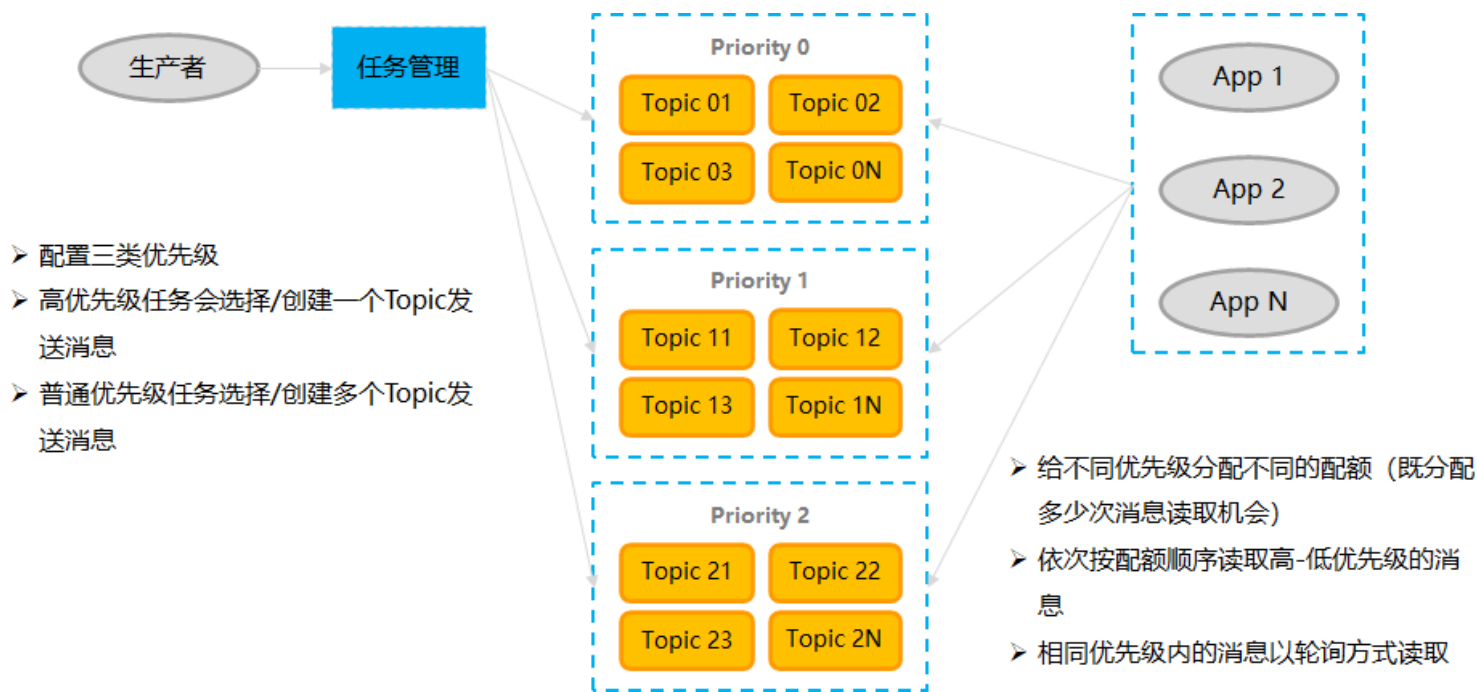 生产者
任务管理
Priority 0
Topic 01
Topic 02
Topic 03
Topic 0N
Priority 1
Topic 11
Topic 12
Topic 13
Topic 1N
Priority 2
Topic 21
Topic 22
Topic 23
Topic 2N
App 1
App 2
App N
➢ 配置三类优先级
➢ 高优先级任务会选择/创建一个Topic发
送消息
➢ 普通优先级任务选择/创建多个Topic发
送消息
➢ 给不同优先级分配不同的配额（既分配
多少次消息读取机会）
➢ 依次按配额顺序读取高-低优先级的消
息
➢ 相同优先级内的消息以轮询方式读取